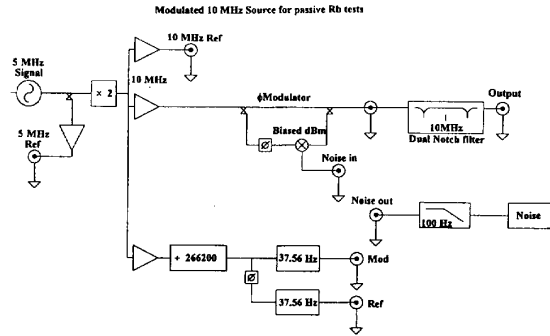 Modulated 10 MHz Source for passive Rb tests
5 MHz
Signal
× 2
10 MHz Ref
10 MHz
5 MHz
Ref
φModulator
Biased dBm
Noise in
10MHz
Dual Notch filter
Output
Noise out
100 Hz
Noise
÷ 266200
37.56 Hz
Mod
37.56 Hz
Ref